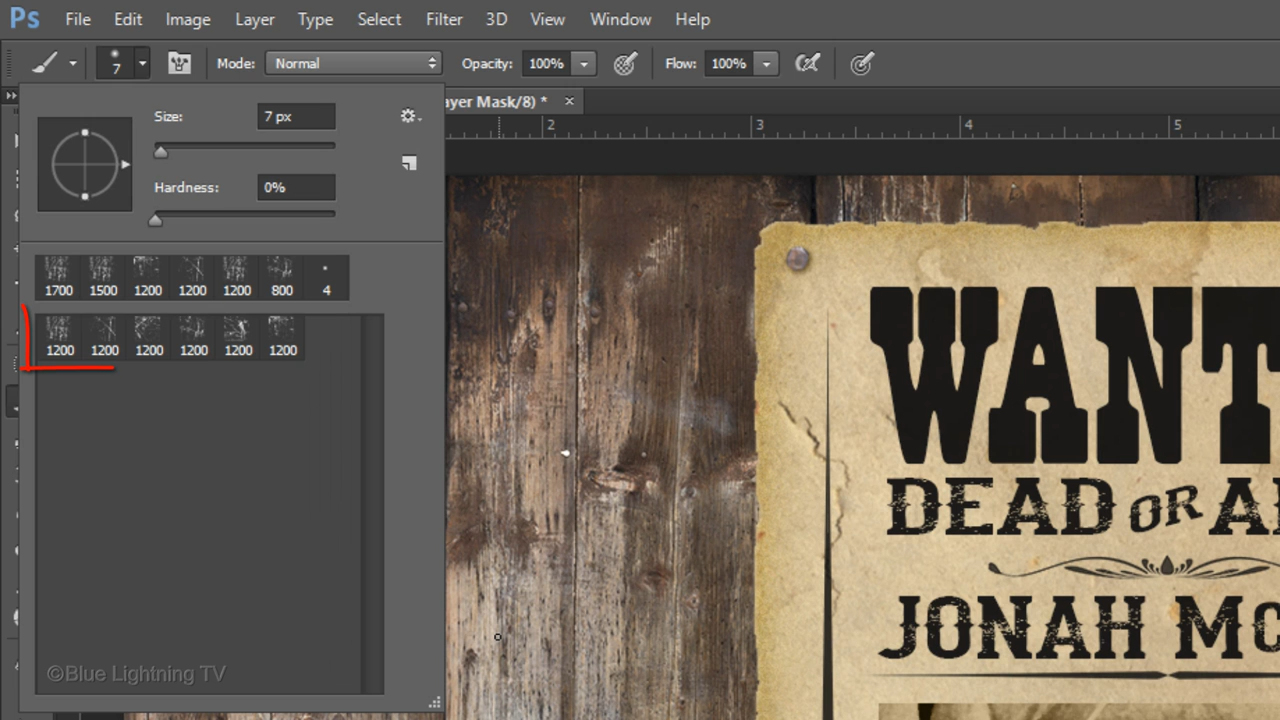 Ps File Edit Image Layer Type Select Filter 3D View Window Help
7 Mode: Normal Opacity: 100% Flow: 100%
ayer Mask/8) * ×
Size: 7 px
2 3 4 5
Hardness: 0%
1700 1500 1200 1200 1200 800 4
1200 1200 1200 1200 1200 1200
WANT
DEAD OR A
JONAH MC
©Blue Lightning TV